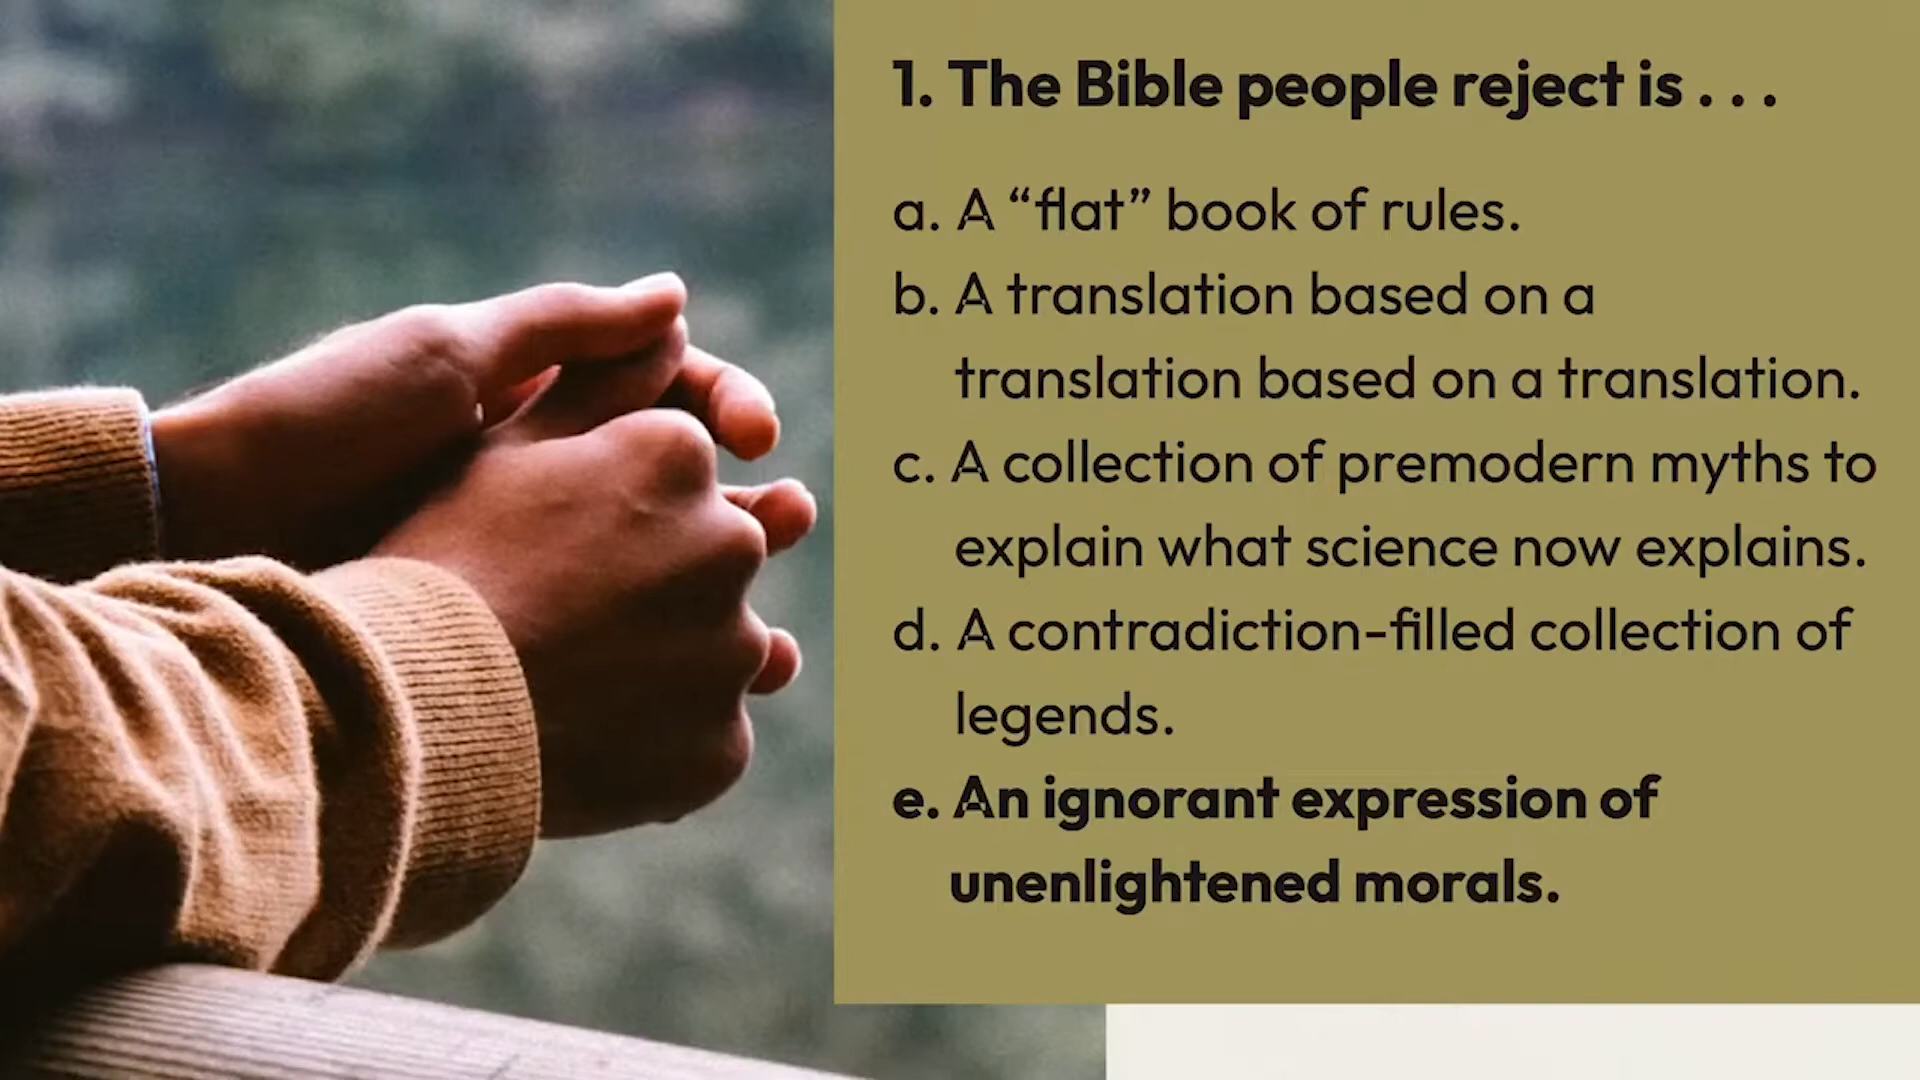 1. The Bible people reject is . . .
a. A “flat” book of rules.
b. A translation based on a
translation based on a translation.
c. A collection of premodern myths to
explain what science now explains.
d. A contradiction-filled collection of
legends.
e. An ignorant expression of
unenlightened morals.